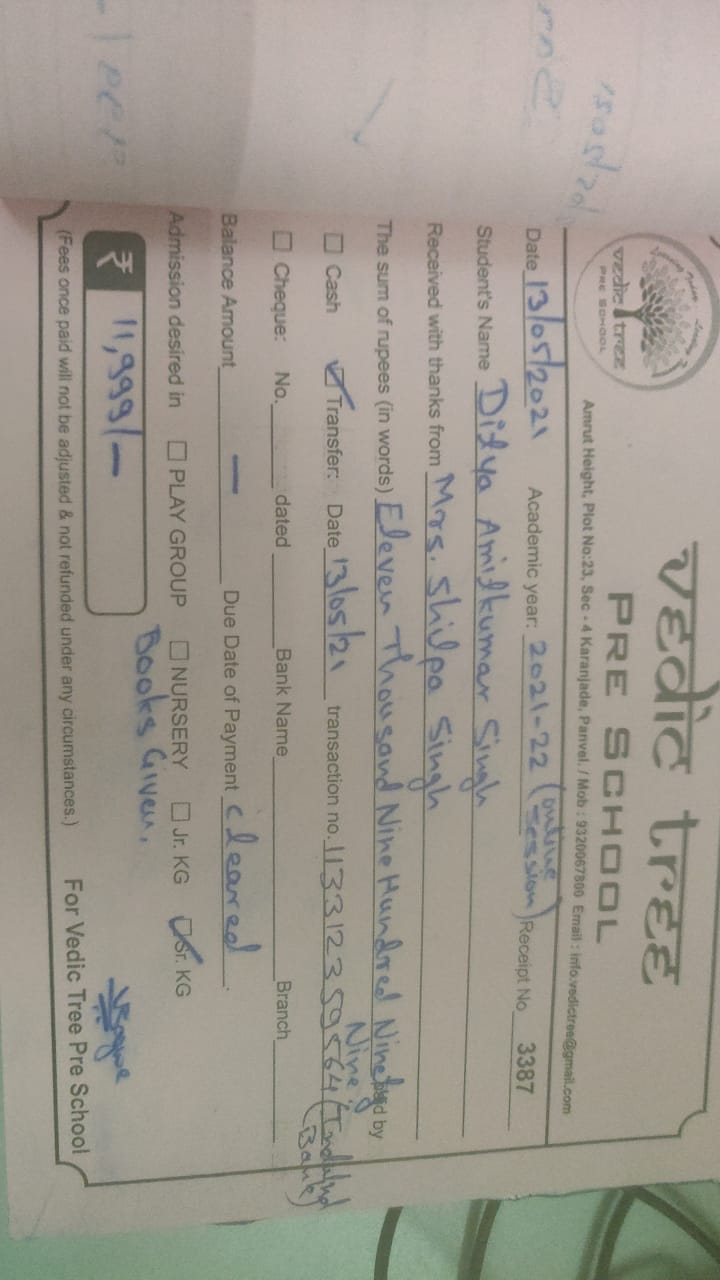 vedic tree
PRE SCHOOL
vedic tree
PRE SCHOOL
Amrut Height, Plot No:23, Sec - 4 Karanjade, Panvel. / Mob : 9320067800 Email : info.vedictree@gmail.com
Date 13/05/2021 Academic year: 2021-22 (online session) Receipt No 3387
Student's Name Ditya Amitkumar Singh
Received with thanks from Mrs. Shilpa Singh
The sum of rupees (in words) Eleven Thousand Nine Hundred Ninety Nine paid by
Cash Transfer: Date 13/05/21 transaction no. 113312359564 (IndusInd Bank)
Cheque: No. dated Bank Name Branch
Balance Amount — Due Date of Payment cleared.
Admission desired in PLAY GROUP NURSERY Jr. KG Sr. KG
Books Given.
₹ 11,999/-
(Fees once paid will not be adjusted & not refunded under any circumstances.) For Vedic Tree Pre School